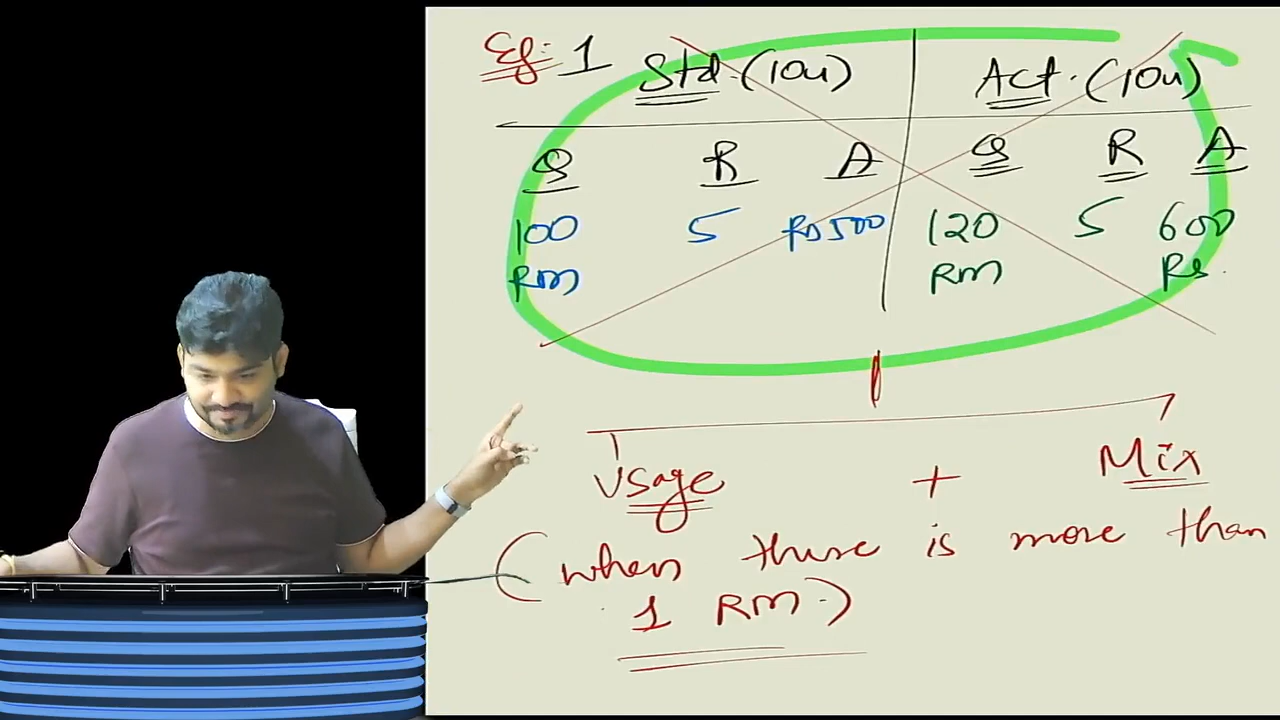 Eg: 1
Std. (10u) Act. (10u)
Q R A Q R A
100 5 Rs 500 120 5 600
RM RM Rs.
Usage + Mix
(when there is more than
1 RM.)